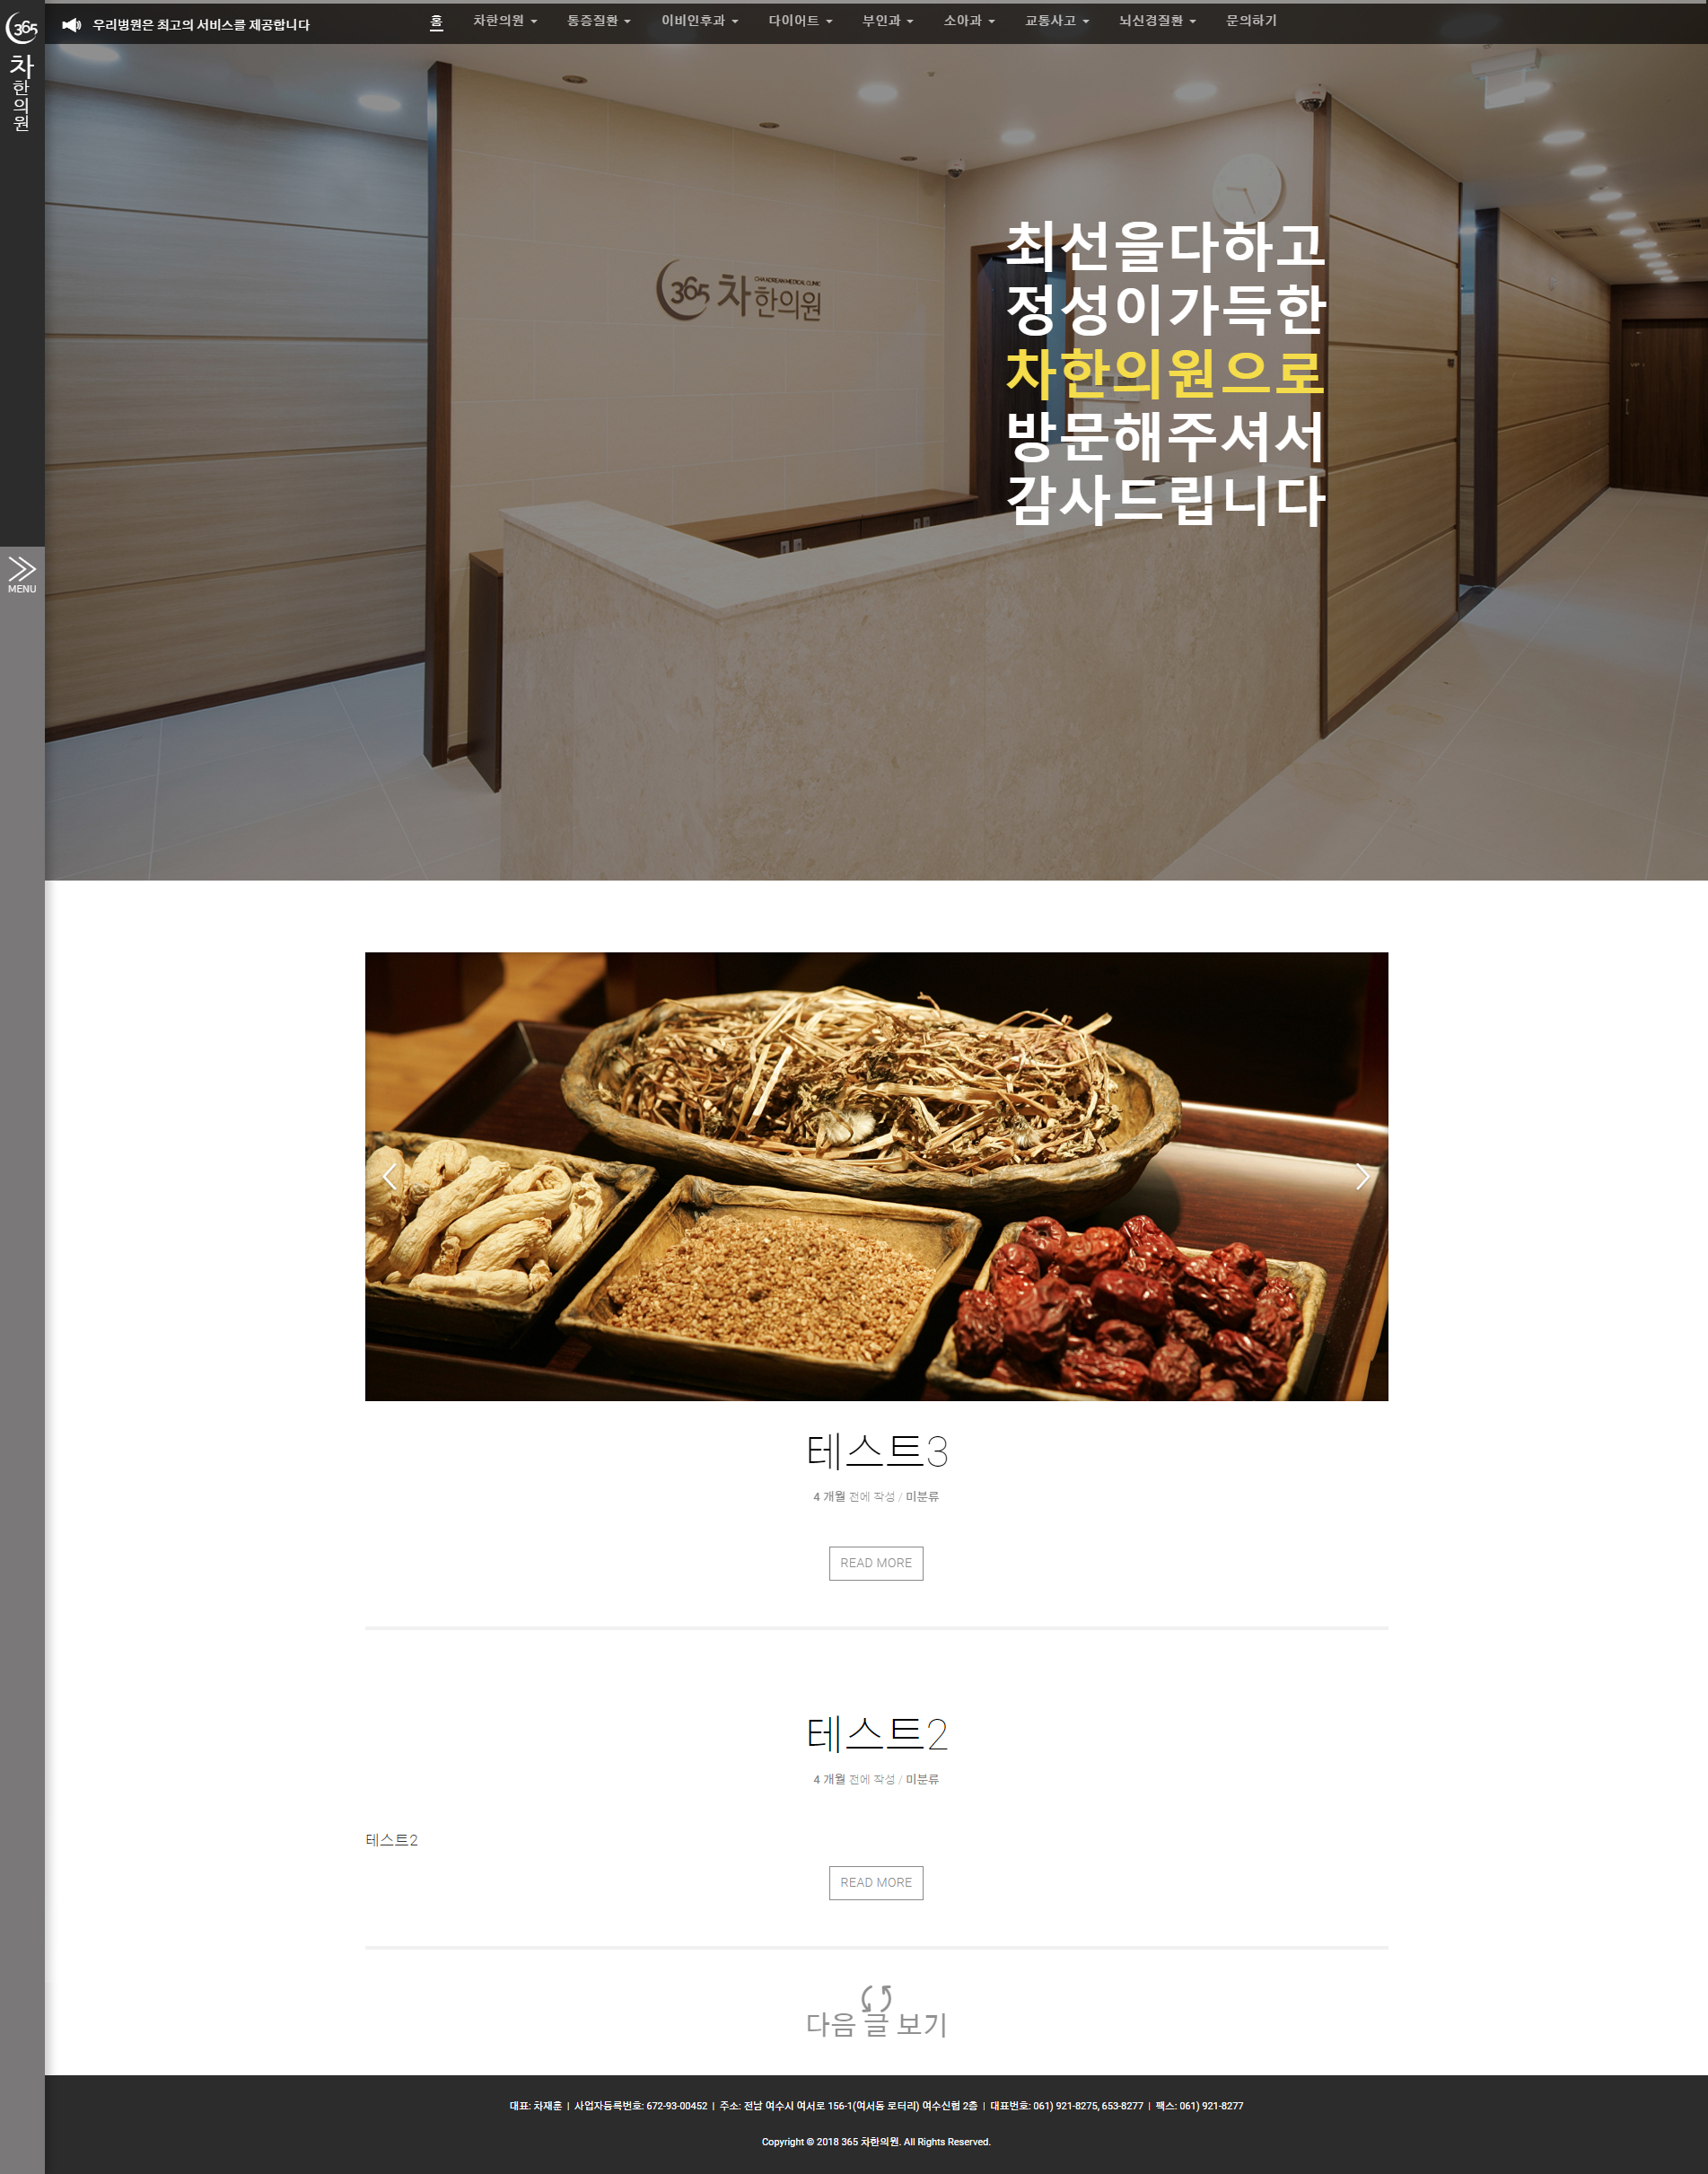 365
차
한
의
원
MENU
우리병원은 최고의 서비스를 제공합니다
홈 차한의원 통증질환 이비인후과 다이어트 부인과 소아과 교통사고 뇌신경질환 문의하기
365 차한의원
CHA KOREAN MEDICAL CLINIC
최선을다하고
정성이가득한
차한의원으로
방문해주셔서
감사드립니다
테스트3
4 개월 전에 작성 / 미분류
READ MORE
테스트2
4 개월 전에 작성 / 미분류
테스트2
READ MORE
다음 글 보기
대표: 차재훈 | 사업자등록번호: 672-93-00452 | 주소: 전남 여수시 여서로 156-1(여서동 로터리) 여수신협 2층 | 대표번호: 061) 921-8275, 653-8277 | 팩스: 061) 921-8277
Copyright © 2018 365 차한의원. All Rights Reserved.